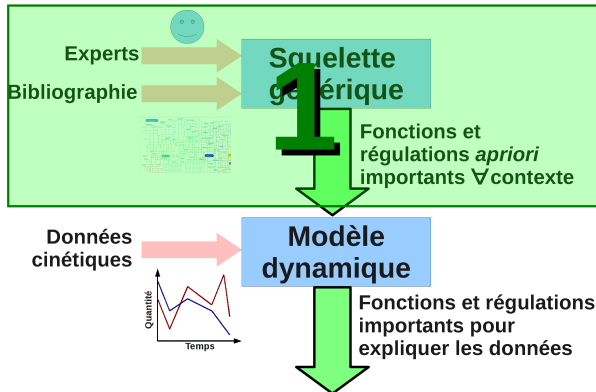 Experts
Bibliographie
Squelette
générique
1
Fonctions et
régulations apriori
importants ∀contexte
Données
cinétiques
Modèle
dynamique
Quantité
Temps
Fonctions et régulations
importants pour
expliquer les données